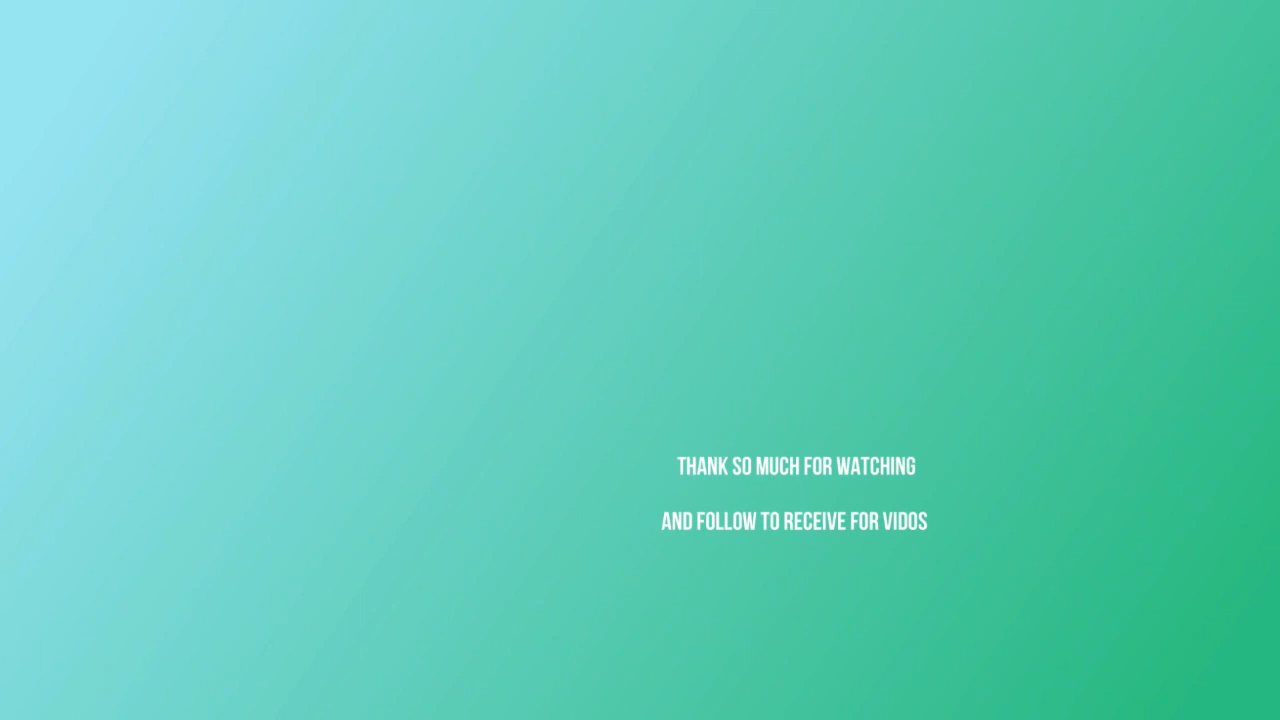 THANK SO MUCH FOR WATCHING
AND FOLLOW TO RECEIVE FOR VIDOS